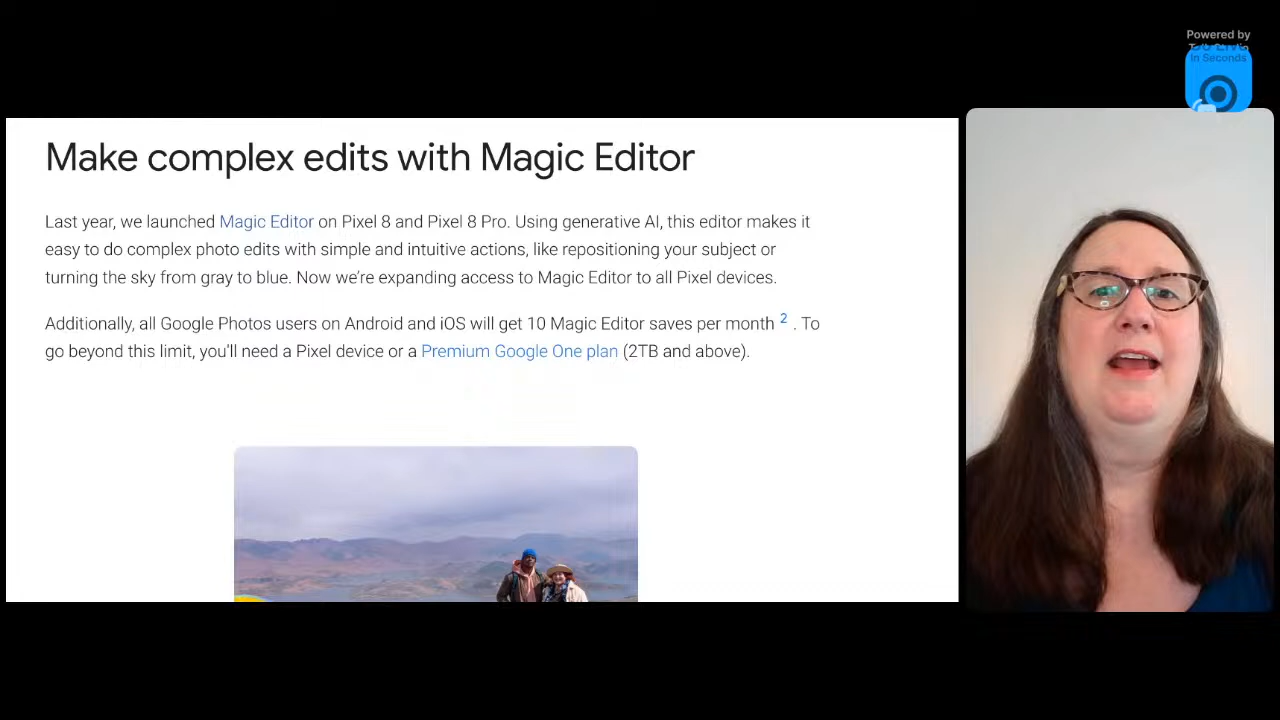 Powered by
In Seconds
Make complex edits with Magic Editor
Last year, we launched Magic Editor on Pixel 8 and Pixel 8 Pro. Using generative AI, this editor makes it
easy to do complex photo edits with simple and intuitive actions, like repositioning your subject or
turning the sky from gray to blue. Now we're expanding access to Magic Editor to all Pixel devices.
Additionally, all Google Photos users on Android and iOS will get 10 Magic Editor saves per month 2 . To
go beyond this limit, you'll need a Pixel device or a Premium Google One plan (2TB and above).